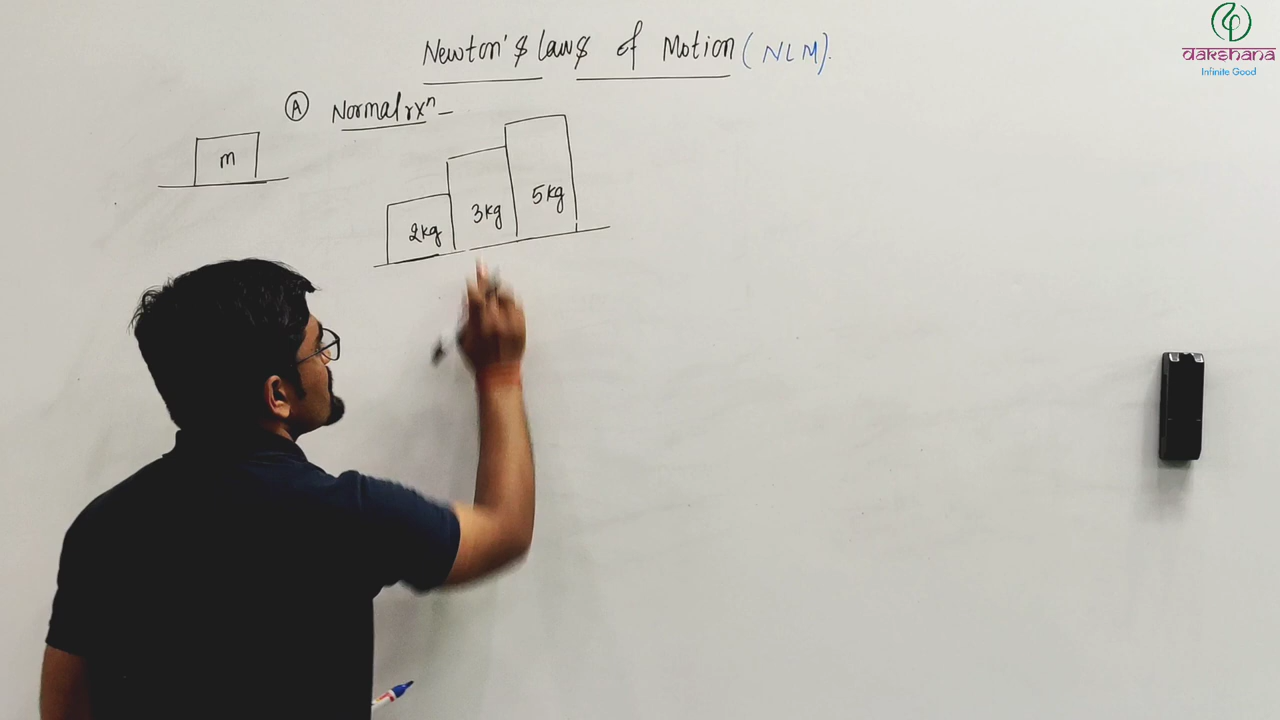 Newton's Laws of Motion (NLM).
Ⓐ Normal rxⁿ –
m
2kg
3kg
5kg
dakshana
Infinite Good